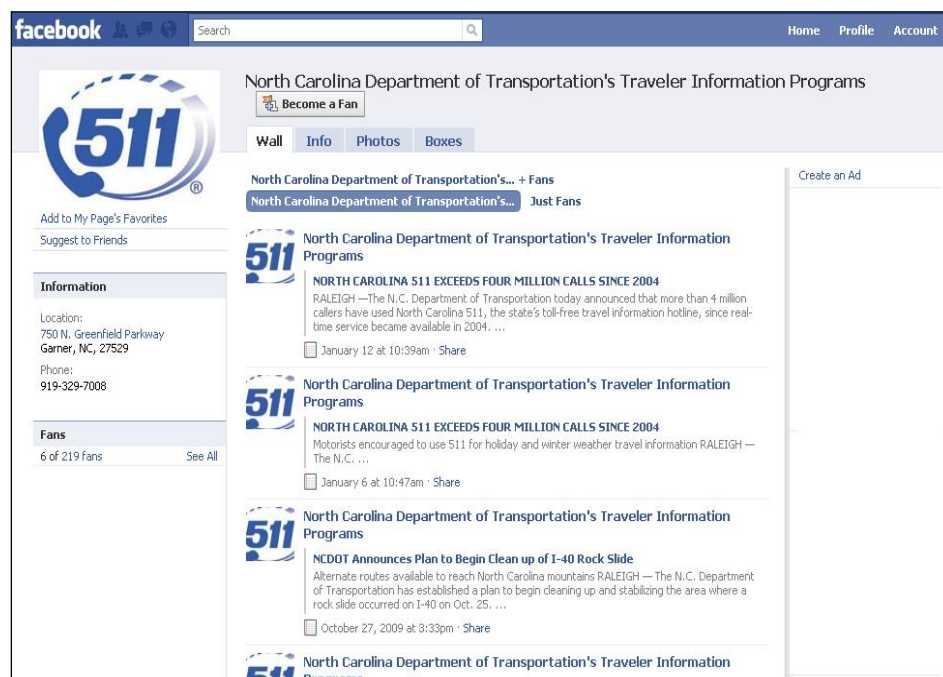 facebook
Search
Home Profile Account
511
®
North Carolina Department of Transportation's Traveler Information Programs
Become a Fan
Wall Info Photos Boxes
Add to My Page's Favorites
Suggest to Friends
Information
Location:
750 N. Greenfield Parkway
Garner, NC, 27529
Phone:
919-329-7008
Fans
6 of 219 fans See All
North Carolina Department of Transportation's... + Fans
North Carolina Department of Transportation's... Just Fans
511
North Carolina Department of Transportation's Traveler Information
Programs
NORTH CAROLINA 511 EXCEEDS FOUR MILLION CALLS SINCE 2004
RALEIGH —The N.C. Department of Transportation today announced that more than 4 million
callers have used North Carolina 511, the state's toll-free travel information hotline, since real-
time service became available in 2004. ...
January 12 at 10:39am · Share
511
North Carolina Department of Transportation's Traveler Information
Programs
NORTH CAROLINA 511 EXCEEDS FOUR MILLION CALLS SINCE 2004
Motorists encouraged to use 511 for holiday and winter weather travel information RALEIGH —
The N.C. ...
January 6 at 10:47am · Share
511
North Carolina Department of Transportation's Traveler Information
Programs
NCDOT Announces Plan to Begin Clean up of I-40 Rock Slide
Alternate routes available to reach North Carolina mountains RALEIGH — The N.C. Department
of Transportation has established a plan to begin cleaning up and stabilizing the area where a
rock slide occurred on I-40 on Oct. 25. ...
October 27, 2009 at 3:33pm · Share
511
North Carolina Department of Transportation's Traveler Information
Programs
Create an Ad